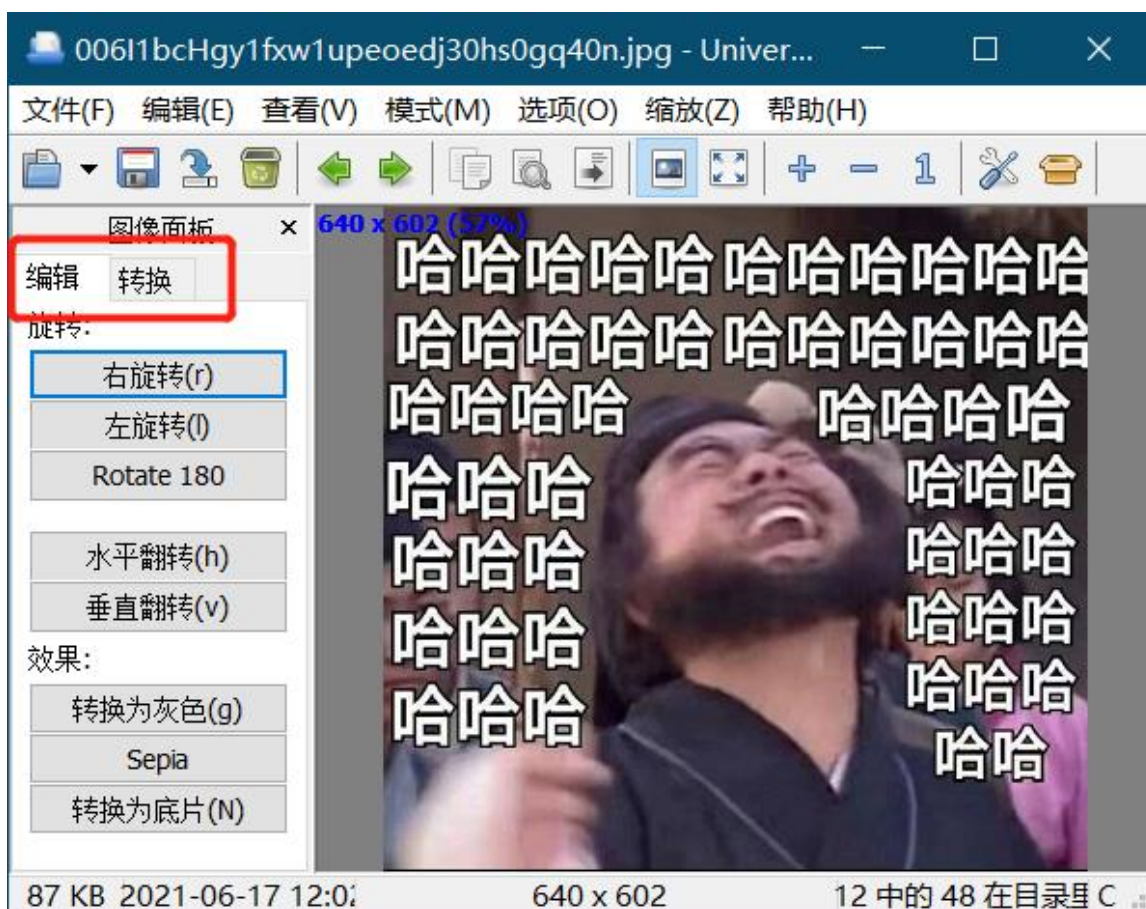 006I1bcHgy1fxw1upeoedj30hs0gq40n.jpg - Univer...
文件(F) 编辑(E) 查看(V) 模式(M) 选项(O) 缩放(Z) 帮助(H)
1
图像面板 ×
640 x 602 (57%)
编辑 转换
旋转:
右旋转(r)
左旋转(l)
Rotate 180
水平翻转(h)
垂直翻转(v)
效果:
转换为灰色(g)
Sepia
转换为底片(N)
哈哈哈哈哈 哈哈哈哈哈哈
哈哈哈哈哈 哈哈哈哈哈哈
哈哈哈哈 哈哈哈哈
哈哈哈 哈哈哈
哈哈哈 哈哈哈
哈哈哈 哈哈哈
哈哈哈 哈哈哈
哈哈
87 KB 2021-06-17 12:02 640 x 602 12 中的 48 在目录里 C